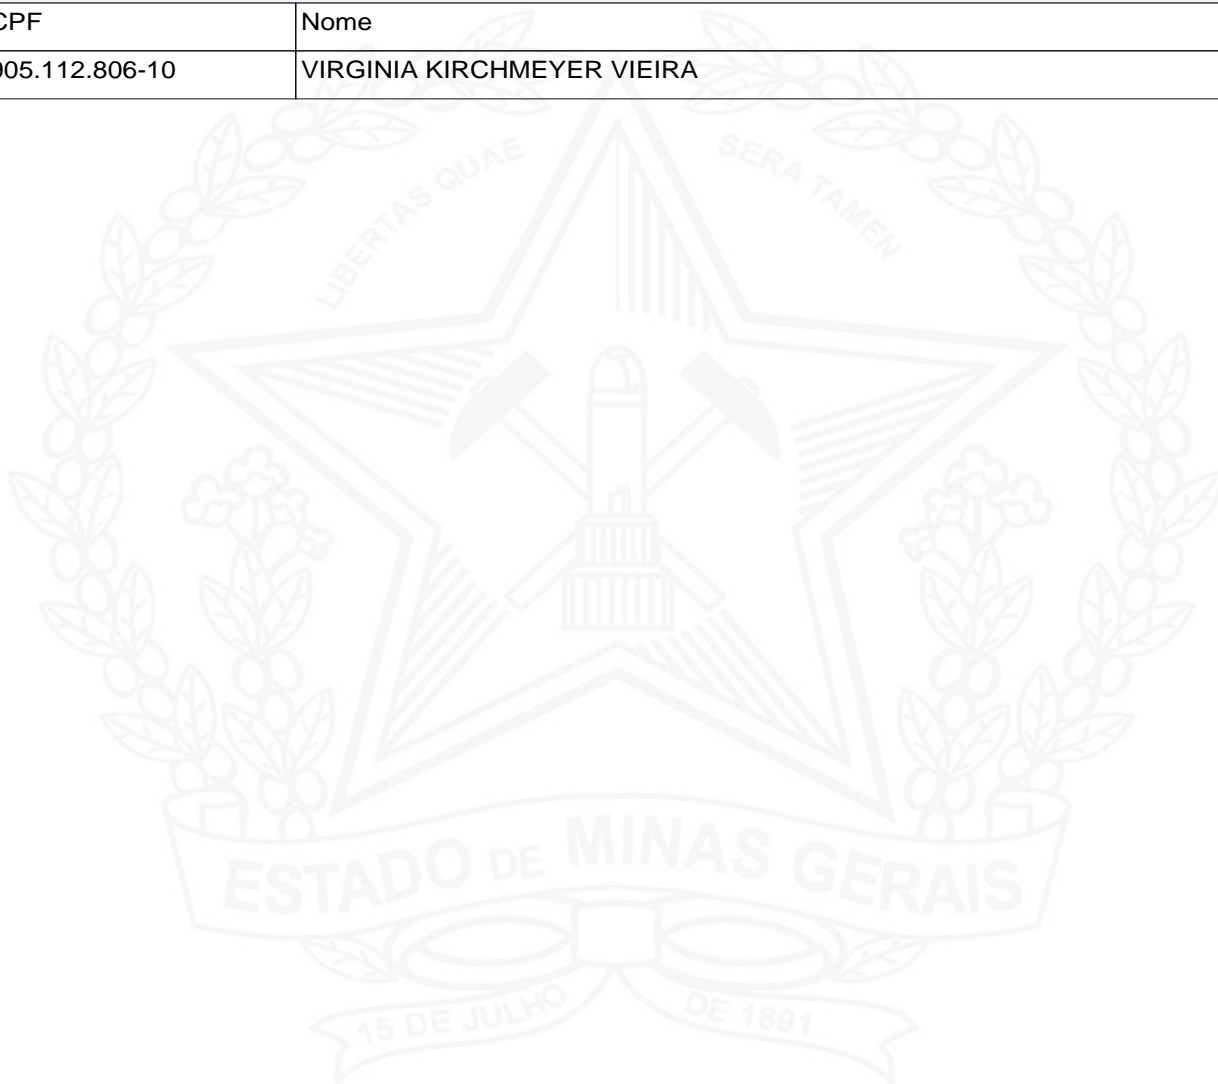 CPF Nome
905.112.806-10 VIRGINIA KIRCHMEYER VIEIRA
LIBERTAS QUAE SERA TAMEN
ESTADO DE MINAS GERAIS
15 DE JULHO DE 1891